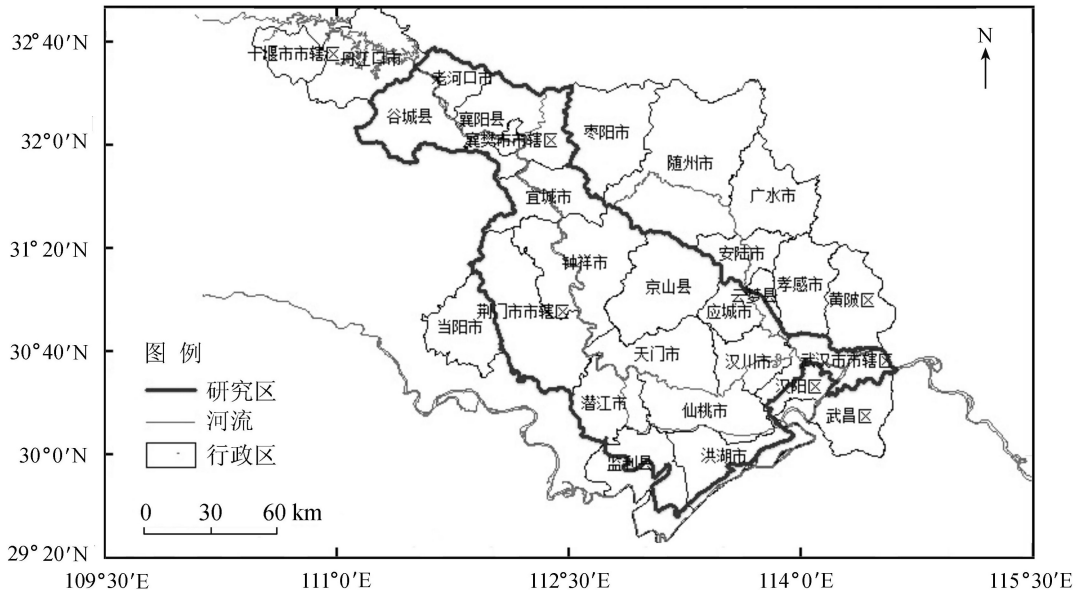 32°40′N
32°0′N
31°20′N
30°40′N
30°0′N
29°20′N
109°30′E
111°0′E
112°30′E
114°0′E
115°30′E
N
十堰市市辖区
丹江口市
老河口市
谷城县
襄阳县
襄樊市市辖区
枣阳市
随州市
广水市
宜城市
安陆市
钟祥市
京山县
云梦县
孝感市
黄陂区
应城市
荆门市市辖区
当阳市
天门市
汉川市
武汉市市辖区
汉阳区
潜江市
仙桃市
武昌区
监利县
洪湖市
图 例
研究区
河流
行政区
0 30 60 km